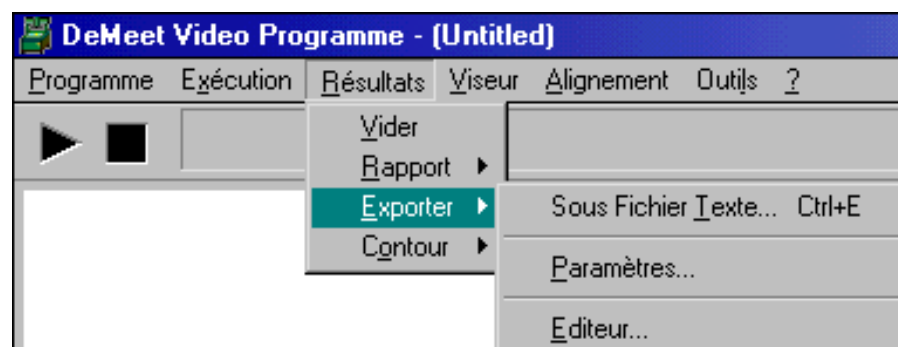 DeMeet Video Programme - (Untitled)
Programme Exécution Résultats Viseur Alignement Outils ?
Vider
Rapport
Exporter
Sous Fichier Texte... Ctrl+E
Contour
Paramètres...
Editeur...